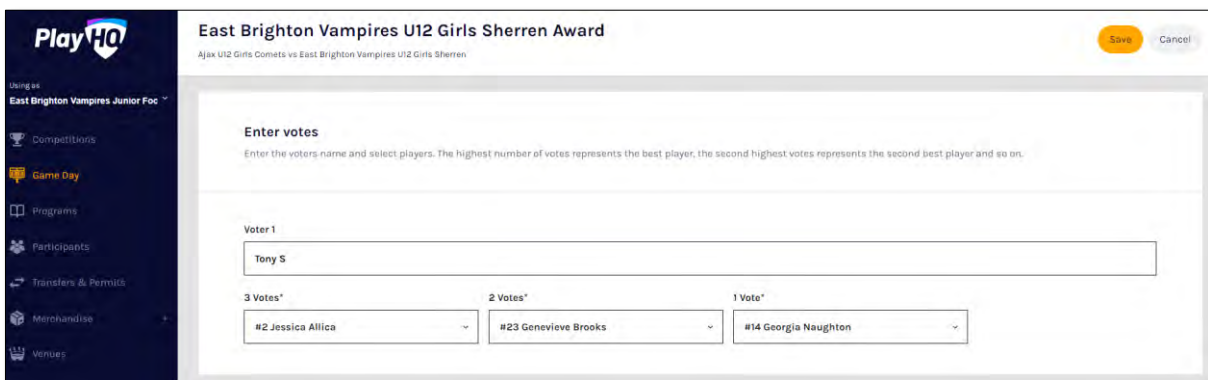 PlayHQ
Using as
East Brighton Vampires Junior Foc
Competitions
Game Day
Programs
Participants
Transfers & Permits
Merchandise +
Venues
East Brighton Vampires U12 Girls Sherren Award
Ajax U12 Girls Comets vs East Brighton Vampires U12 Girls Sherren
Save Cancel
Enter votes
Enter the voters name and select players. The highest number of votes represents the best player, the second highest votes represents the second best player and so on.
Voter 1
Tony S
3 Votes* 2 Votes* 1 Vote*
#2 Jessica Allica #23 Genevieve Brooks #14 Georgia Naughton